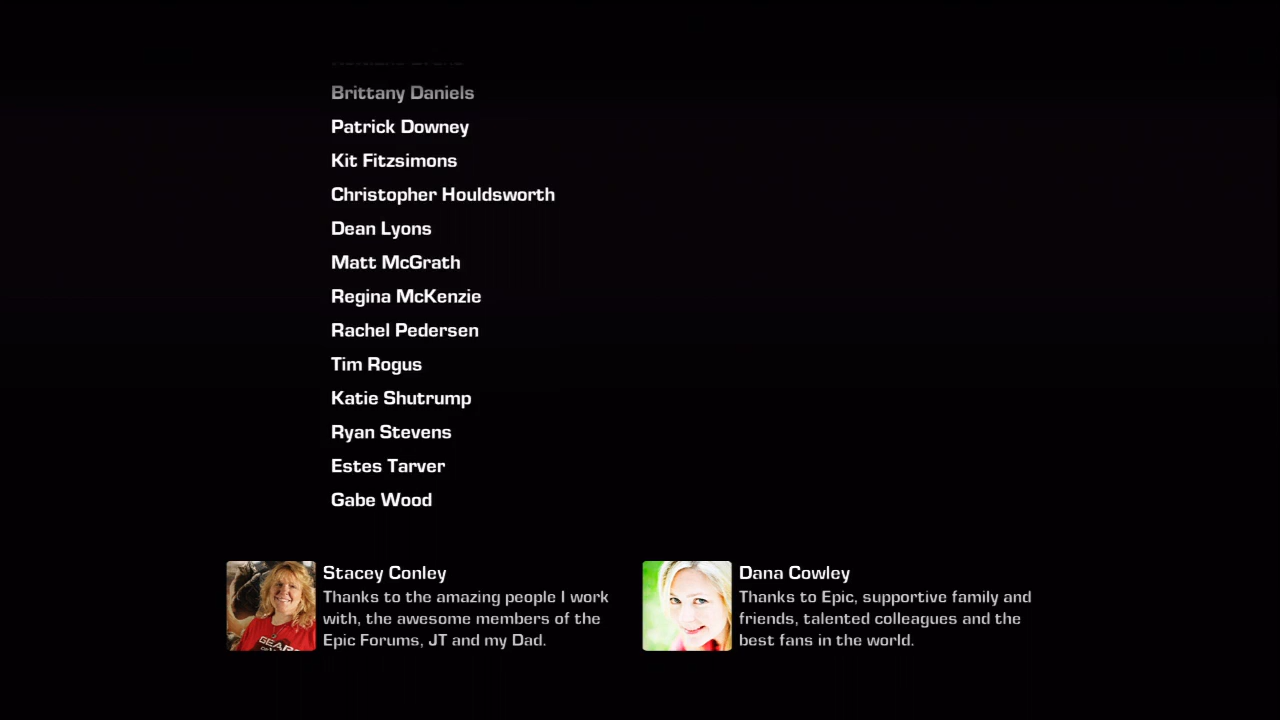 Brittany Daniels
Patrick Downey
Kit Fitzsimons
Christopher Houldsworth
Dean Lyons
Matt McGrath
Regina McKenzie
Rachel Pedersen
Tim Rogus
Katie Shutrump
Ryan Stevens
Estes Tarver
Gabe Wood
Stacey Conley
Thanks to the amazing people I work
with, the awesome members of the
Epic Forums, JT and my Dad.
GEARS
Dana Cowley
Thanks to Epic, supportive family and
friends, talented colleagues and the
best fans in the world.